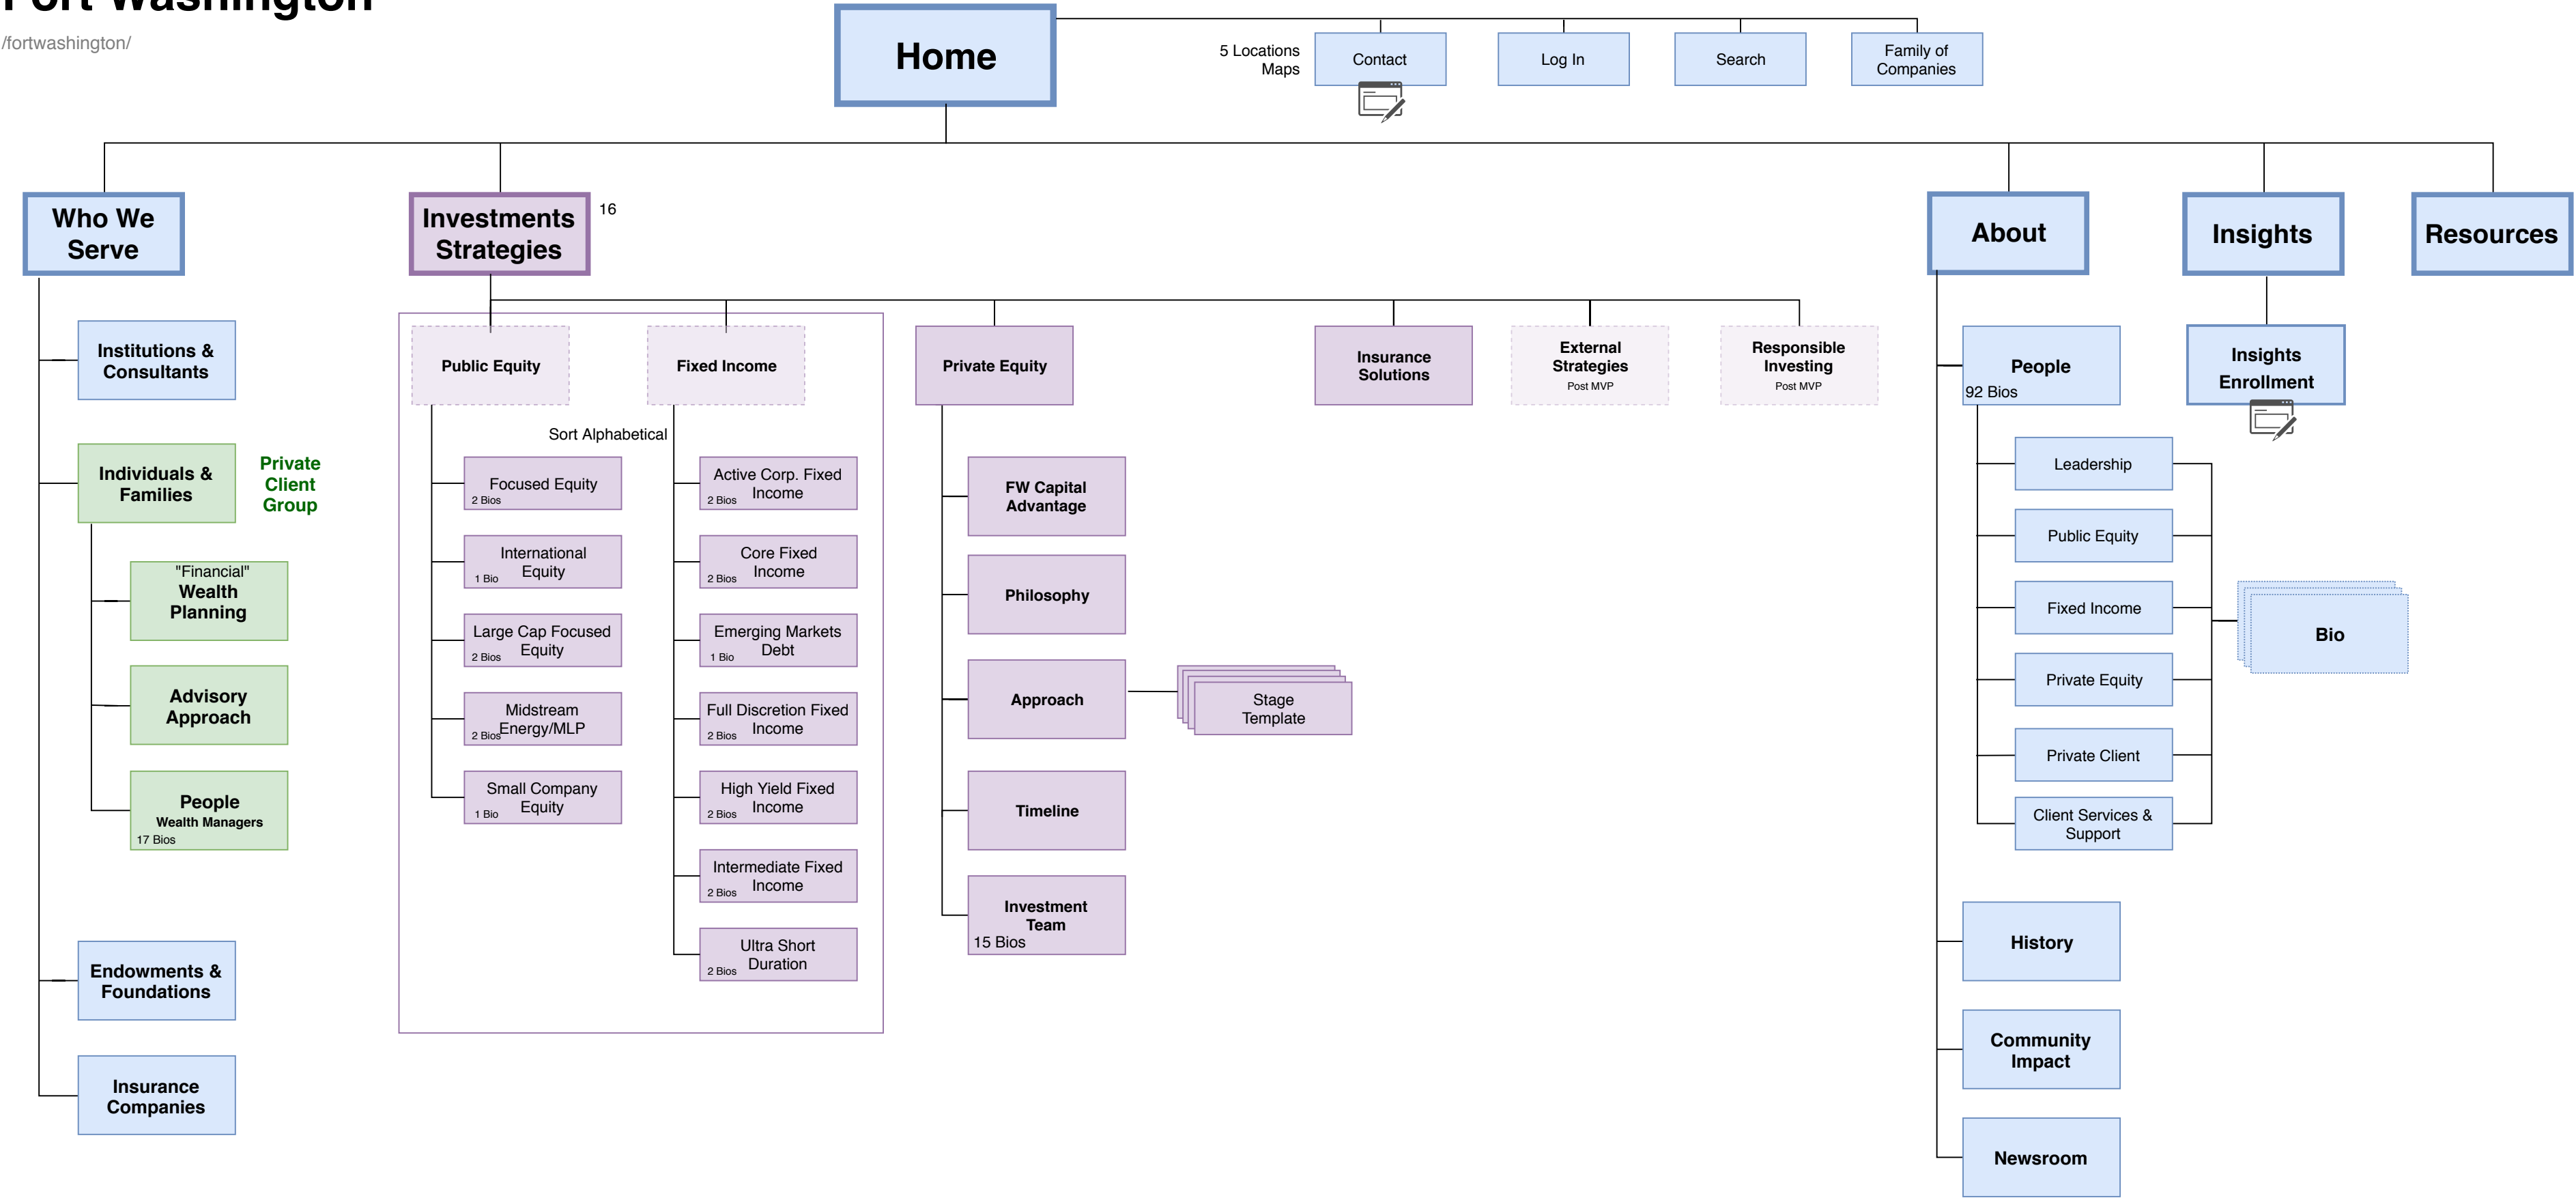 Fort Washington
/fortwashington/
Home
5 Locations
Maps
Contact
Log In
Search
Family of
Companies
Who We
Serve
Investments
Strategies
16
About
Insights
Resources
Institutions &
Consultants
Individuals &
Families
Private
Client
Group
"Financial"
Wealth
Planning
Advisory
Approach
People
Wealth Managers
17 Bios
Endowments &
Foundations
Insurance
Companies
Public Equity
Fixed Income
Sort Alphabetical
Focused Equity
2 Bios
International
Equity
1 Bio
Large Cap Focused
Equity
2 Bios
Midstream
Energy/MLP
2 Bios
Small Company
Equity
1 Bio
Active Corp. Fixed
Income
2 Bios
Core Fixed
Income
2 Bios
Emerging Markets
Debt
1 Bio
Full Discretion Fixed
Income
2 Bios
High Yield Fixed
Income
2 Bios
Intermediate Fixed
Income
2 Bios
Ultra Short
Duration
2 Bios
Private Equity
FW Capital
Advantage
Philosophy
Approach
Stage
Template
Timeline
Investment
Team
15 Bios
Insurance
Solutions
External
Strategies
Post MVP
Responsible
Investing
Post MVP
People
92 Bios
Leadership
Public Equity
Fixed Income
Private Equity
Private Client
Client Services &
Support
Bio
History
Community
Impact
Newsroom
Insights
Enrollment